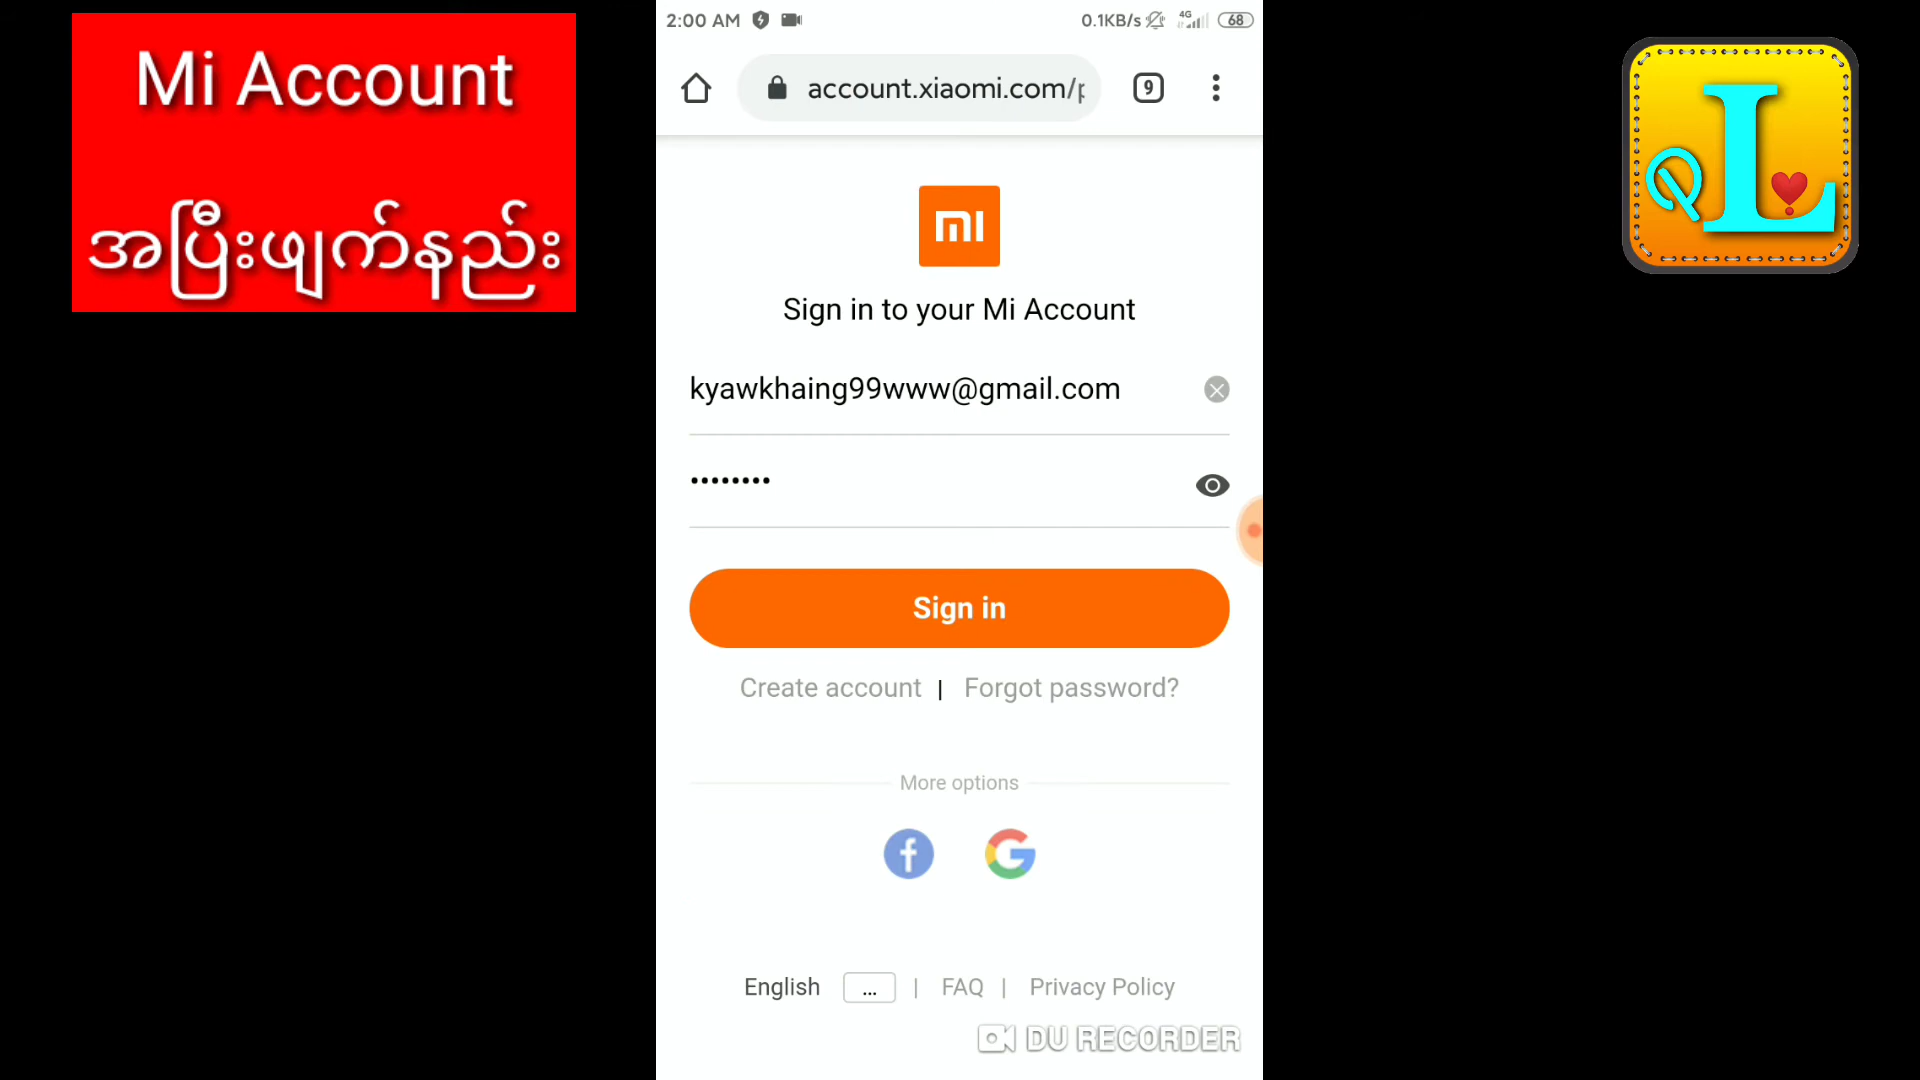 Mi Account
အပြီးဖျက်နည်း
2:00 AM
0.1KB/s
4G
68
account.xiaomi.com/p
9
mi
Sign in to your Mi Account
kyawkhaing99www@gmail.com
••••••••
Sign in
Create account | Forgot password?
More options
English ... | FAQ | Privacy Policy
DU RECORDER
QL